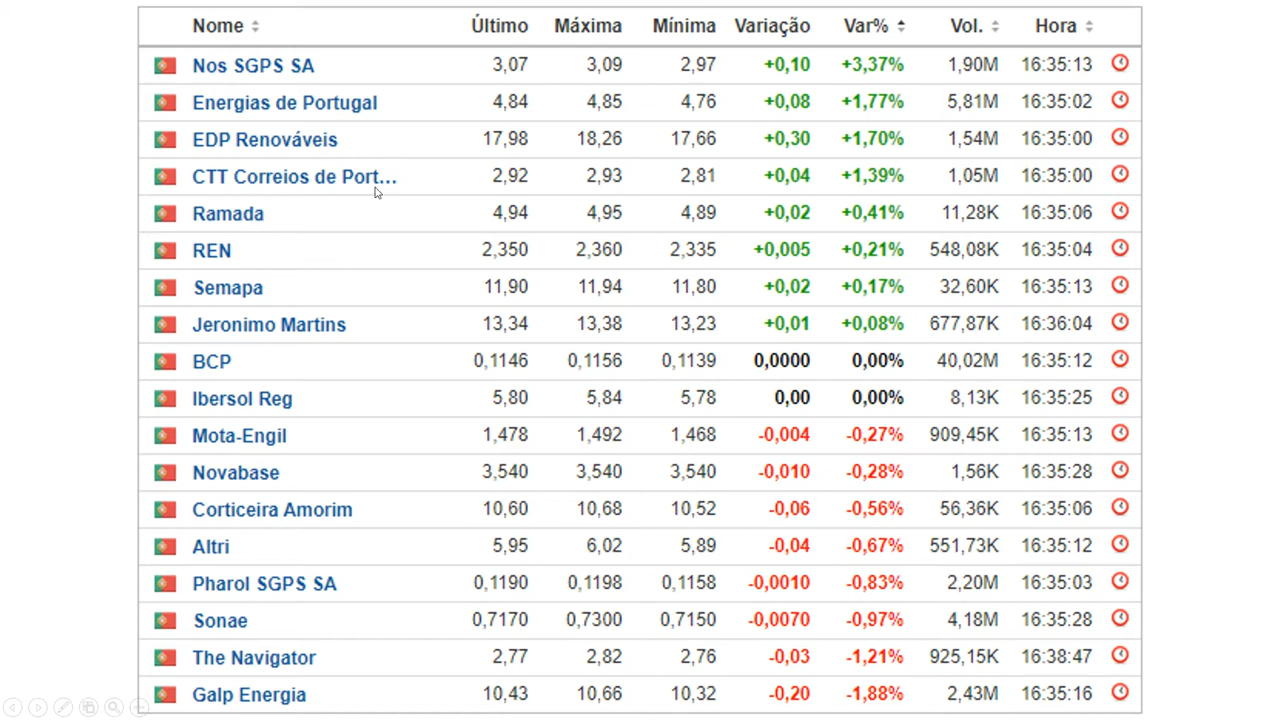 Nome Último Máxima Mínima Variação Var% Vol. Hora
Nos SGPS SA 3,07 3,09 2,97 +0,10 +3,37% 1,90M 16:35:13
Energias de Portugal 4,84 4,85 4,76 +0,08 +1,77% 5,81M 16:35:02
EDP Renováveis 17,98 18,26 17,66 +0,30 +1,70% 1,54M 16:35:00
CTT Correios de Port... 2,92 2,93 2,81 +0,04 +1,39% 1,05M 16:35:00
Ramada 4,94 4,95 4,89 +0,02 +0,41% 11,28K 16:35:06
REN 2,350 2,360 2,335 +0,005 +0,21% 548,08K 16:35:04
Semapa 11,90 11,94 11,80 +0,02 +0,17% 32,60K 16:35:13
Jeronimo Martins 13,34 13,38 13,23 +0,01 +0,08% 677,87K 16:36:04
BCP 0,1146 0,1156 0,1139 0,0000 0,00% 40,02M 16:35:12
Ibersol Reg 5,80 5,84 5,78 0,00 0,00% 8,13K 16:35:25
Mota-Engil 1,478 1,492 1,468 -0,004 -0,27% 909,45K 16:35:13
Novabase 3,540 3,540 3,540 -0,010 -0,28% 1,56K 16:35:28
Corticeira Amorim 10,60 10,68 10,52 -0,06 -0,56% 56,36K 16:35:06
Altri 5,95 6,02 5,89 -0,04 -0,67% 551,73K 16:35:12
Pharol SGPS SA 0,1190 0,1198 0,1158 -0,0010 -0,83% 2,20M 16:35:03
Sonae 0,7170 0,7300 0,7150 -0,0070 -0,97% 4,18M 16:35:28
The Navigator 2,77 2,82 2,76 -0,03 -1,21% 925,15K 16:38:47
Galp Energia 10,43 10,66 10,32 -0,20 -1,88% 2,43M 16:35:16